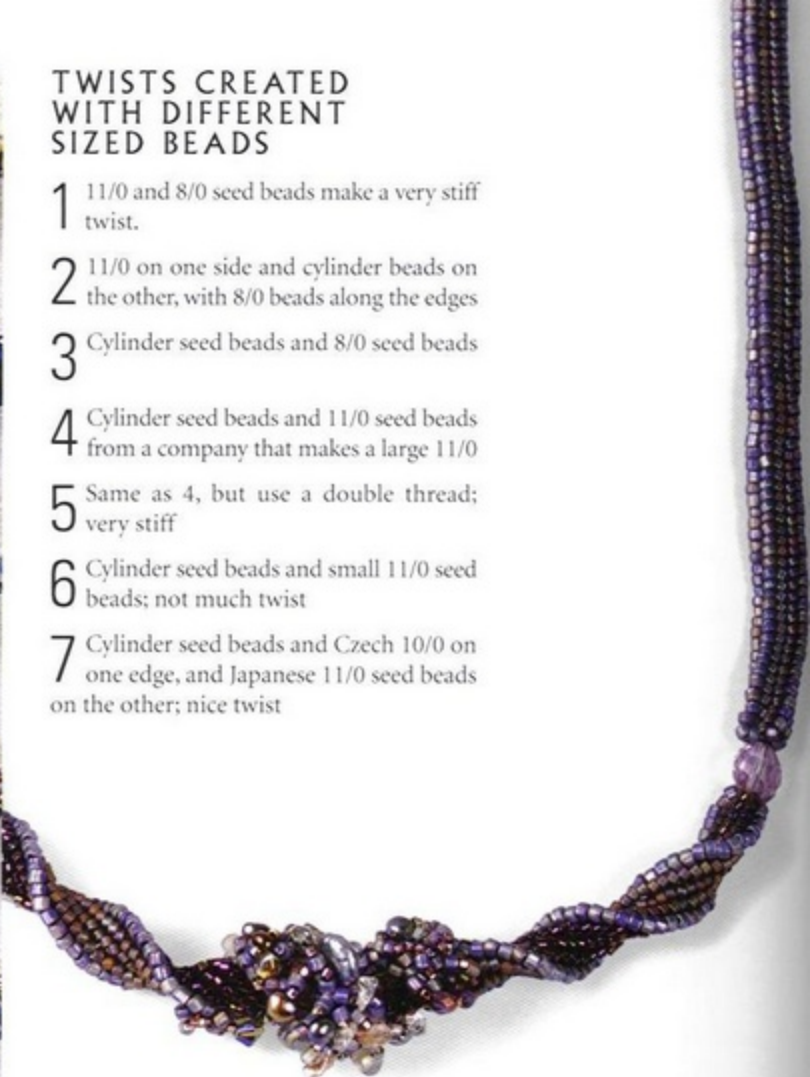 TWISTS CREATED
WITH DIFFERENT
SIZED BEADS
1 11/0 and 8/0 seed beads make a very stiff
twist.
2 11/0 on one side and cylinder beads on
the other, with 8/0 beads along the edges
3 Cylinder seed beads and 8/0 seed beads
4 Cylinder seed beads and 11/0 seed beads
from a company that makes a large 11/0
5 Same as 4, but use a double thread;
very stiff
6 Cylinder seed beads and small 11/0 seed
beads; not much twist
7 Cylinder seed beads and Czech 10/0 on
one edge, and Japanese 11/0 seed beads
on the other; nice twist